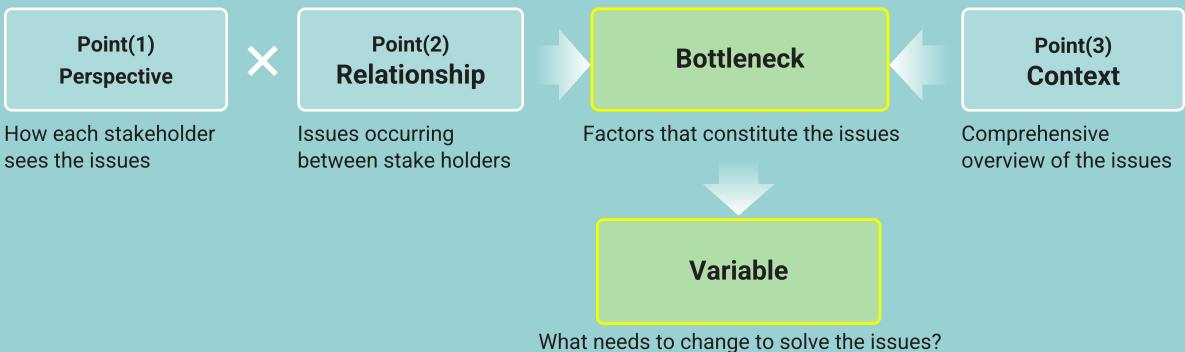 Point(1)
Perspective
How each stakeholder
sees the issues
Point(2)
Relationship
Issues occurring
between stake holders
Bottleneck
Factors that constitute the issues
Point(3)
Context
Comprehensive
overview of the issues
Variable
What needs to change to solve the issues?